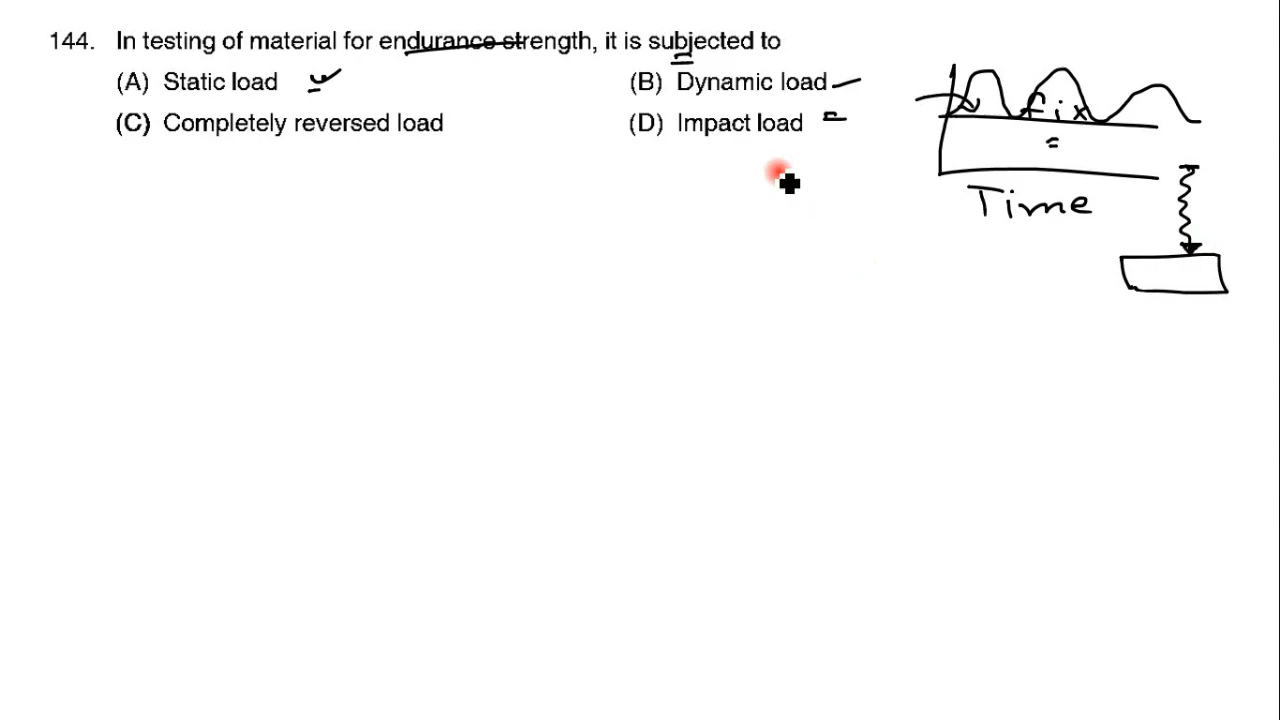 144. In testing of material for endurance strength, it is subjected to
(A) Static load (B) Dynamic load
(C) Completely reversed load (D) Impact load
fix
Time